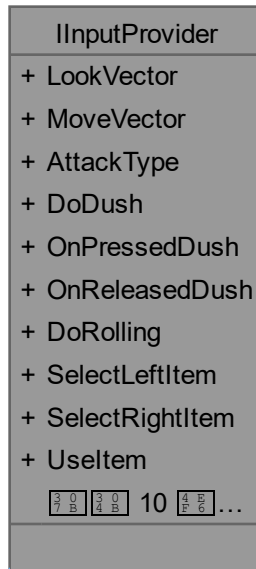 IInputProvider
+ LookVector
+ MoveVector
+ AttackType
+ DoDush
+ OnPressedDush
+ OnReleasedDush
+ DoRolling
+ SelectLeftItem
+ SelectRightItem
+ UseItem
10 ...